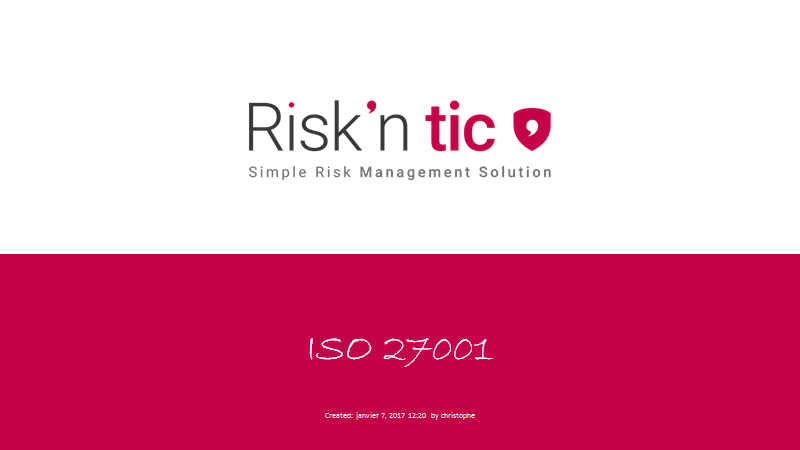 Risk'n tic
Simple Risk Management Solution
ISO 27001
Created: janvier 7, 2017 12:20 by christophe